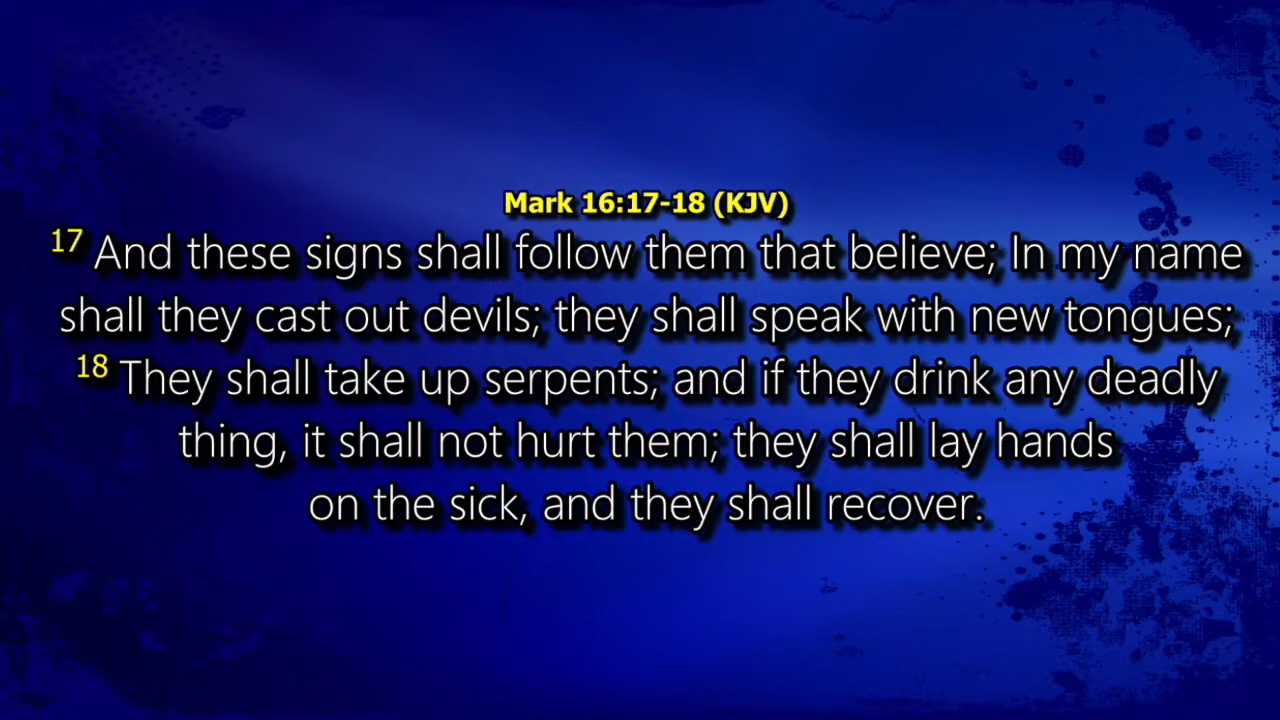 Mark 16:17-18 (KJV)
17 And these signs shall follow them that believe; In my name
shall they cast out devils; they shall speak with new tongues;
18 They shall take up serpents; and if they drink any deadly
thing, it shall not hurt them; they shall lay hands
on the sick, and they shall recover.